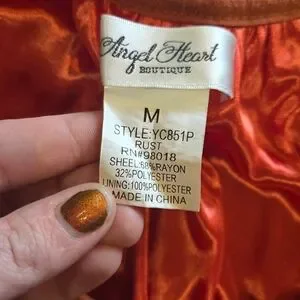 Angel Heart
BOUTIQUE
M
STYLE:YC851P
RUST
RN#98018
SHEEL:68%RAYON
32%POLYESTER
LINING:100%POLYESTER
MADE IN CHINA